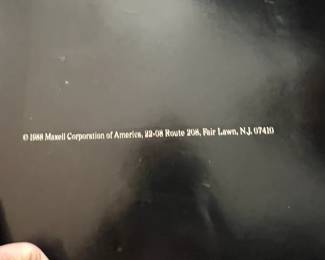 © 1988 Maxell Corporation of America, 22-08 Route 208, Fair Lawn, N.J. 07410